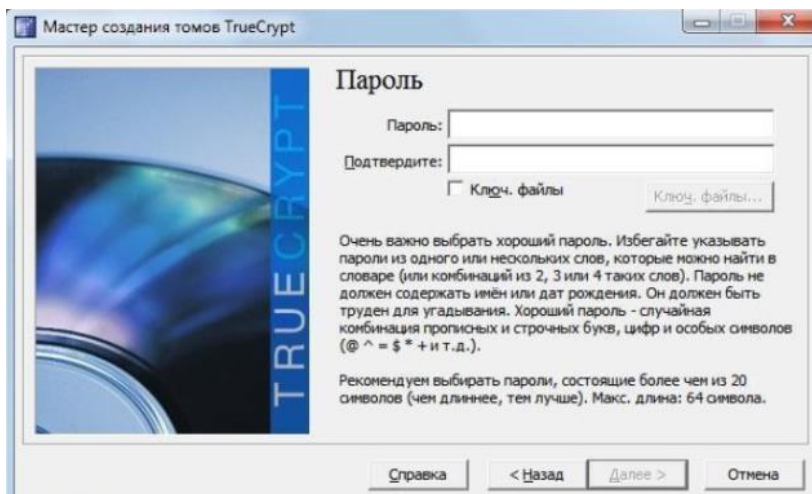 Мастер создания томов TrueCrypt
TRUECRYPT
Пароль
Пароль:
Подтвердите:
Ключ. файлы
Ключ. файлы...
Очень важно выбрать хороший пароль. Избегайте указывать
пароли из одного или нескольких слов, которые можно найти в
словаре (или комбинаций из 2, 3 или 4 таких слов). Пароль не
должен содержать имён или дат рождения. Он должен быть
труден для угадывания. Хороший пароль - случайная
комбинация прописных и строчных букв, цифр и особых символов
(@ ^ = $ * + и т.д.).
Рекомендуем выбирать пароли, состоящие более чем из 20
символов (чем длиннее, тем лучше). Макс. длина: 64 символа.
Справка
< Назад
Далее >
Отмена